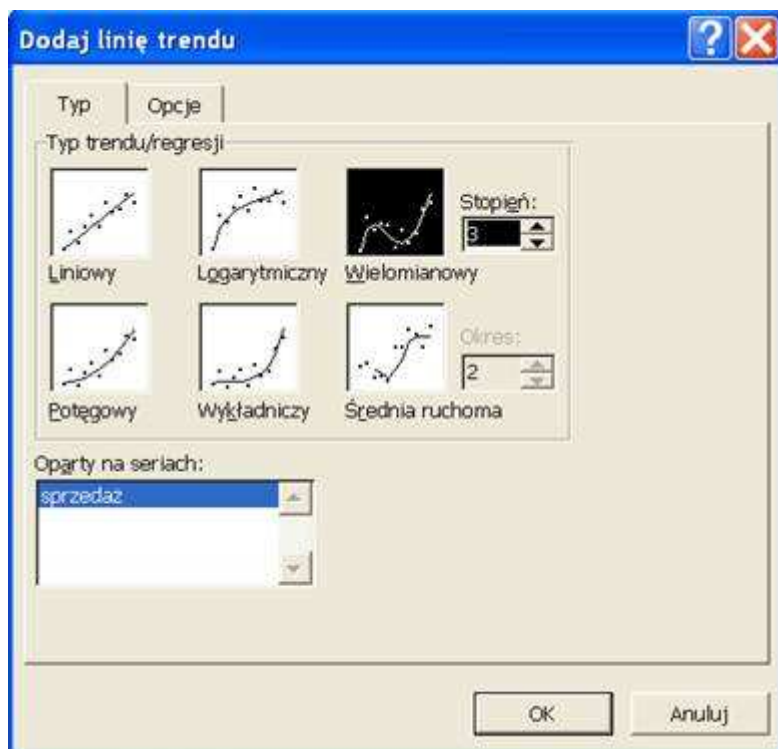 Dodaj linię trendu
Typ Opcje
Typ trendu/regresji
Stopień:
3
Liniowy Logarytmiczny Wielomianowy
Okres:
2
Potęgowy Wykładniczy Średnia ruchoma
Oparty na seriach:
sprzedaż
OK Anuluj